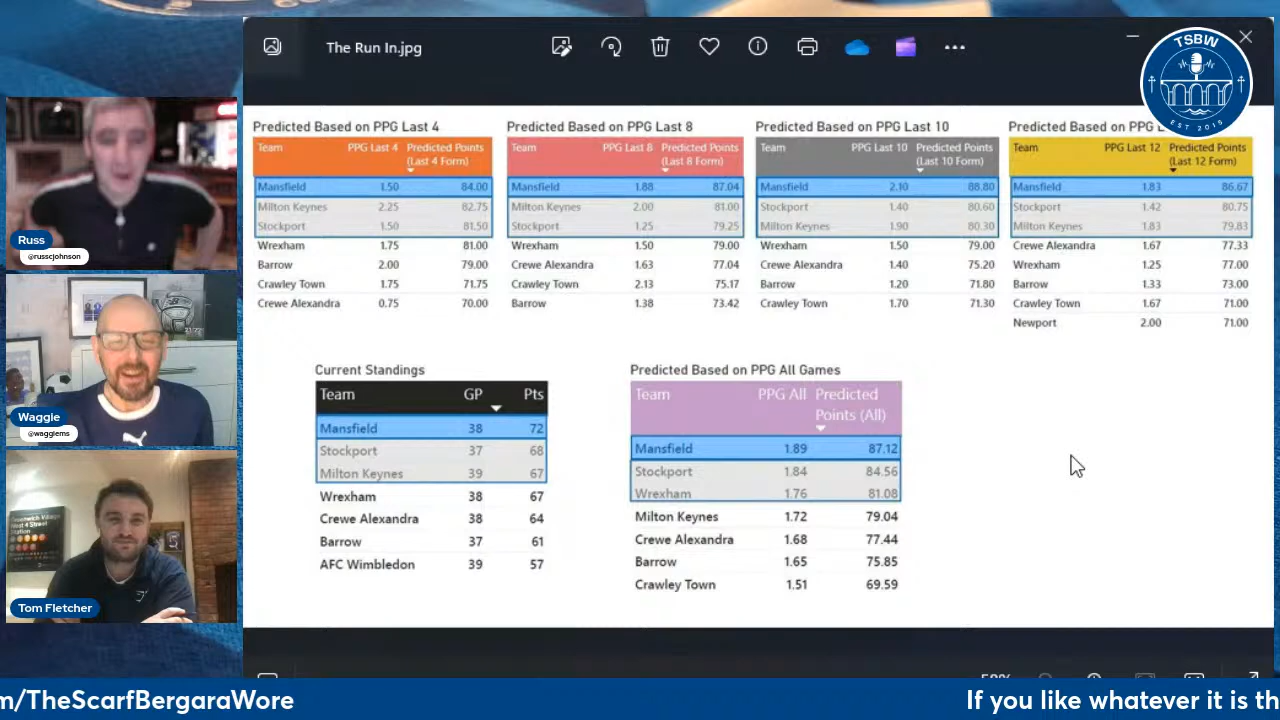 The Run In.jpg
TSBW
EST 2015
Predicted Based on PPG Last 4
Team PPG Last 4 Predicted Points
(Last 4 Form)
Mansfield 1.50 84.00
Milton Keynes 2.25 82.75
Stockport 1.50 81.50
Wrexham 1.75 81.00
Barrow 2.00 79.00
Crawley Town 1.75 71.75
Crewe Alexandra 0.75 70.00
Predicted Based on PPG Last 8
Team PPG Last 8 Predicted Points
(Last 8 Form)
Mansfield 1.88 87.04
Milton Keynes 2.00 81.00
Stockport 1.25 79.25
Wrexham 1.50 79.00
Crewe Alexandra 1.63 77.04
Crawley Town 2.13 75.17
Barrow 1.38 73.42
Predicted Based on PPG Last 10
Team PPG Last 10 Predicted Points
(Last 10 Form)
Mansfield 2.10 88.80
Stockport 1.40 80.60
Milton Keynes 1.90 80.30
Wrexham 1.50 79.00
Crewe Alexandra 1.40 75.20
Barrow 1.20 71.80
Crawley Town 1.70 71.30
Predicted Based on PPG L
Team PPG Last 12 Predicted Points
(Last 12 Form)
Mansfield 1.83 86.67
Stockport 1.42 80.75
Milton Keynes 1.83 79.83
Crewe Alexandra 1.67 77.33
Wrexham 1.25 77.00
Barrow 1.33 73.00
Crawley Town 1.67 71.00
Newport 2.00 71.00
Current Standings
Team GP Pts
Mansfield 38 72
Stockport 37 68
Milton Keynes 39 67
Wrexham 38 67
Crewe Alexandra 38 64
Barrow 37 61
AFC Wimbledon 39 57
Predicted Based on PPG All Games
Team PPG All Predicted
Points (All)
Mansfield 1.89 87.12
Stockport 1.84 84.56
Wrexham 1.76 81.08
Milton Keynes 1.72 79.04
Crewe Alexandra 1.68 77.44
Barrow 1.65 75.85
Crawley Town 1.51 69.59
Russ
@russcjohnson
Waggie
@wagglems
Tom Fletcher
m/TheScarfBergaraWore
If you like whatever it is th